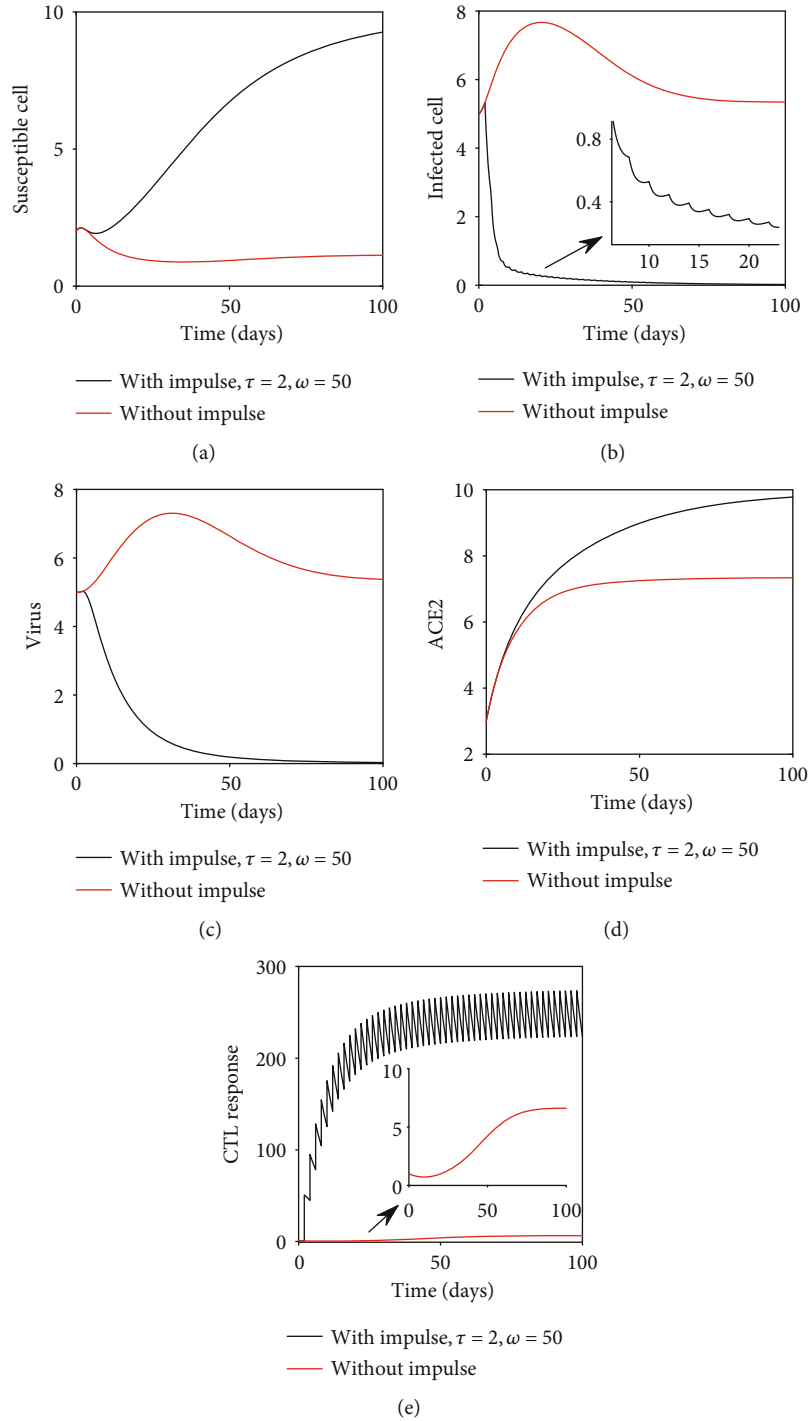 10
5
0
Susceptible cell
0
50
100
Time (days)
With impulse, τ = 2, ω = 50
Without impulse
(a)
8
6
4
2
0
Infected cell
0.8
0.4
10
15
20
0
50
100
Time (days)
With impulse, τ = 2, ω = 50
Without impulse
(b)
8
6
4
2
0
Virus
0
50
100
Time (days)
With impulse, τ = 2, ω = 50
Without impulse
(c)
10
8
6
4
2
ACE2
0
50
100
Time (days)
With impulse, τ = 2, ω = 50
Without impulse
(d)
300
200
100
0
CTL response
10
5
0
0
50
100
0
50
100
Time (days)
With impulse, τ = 2, ω = 50
Without impulse
(e)